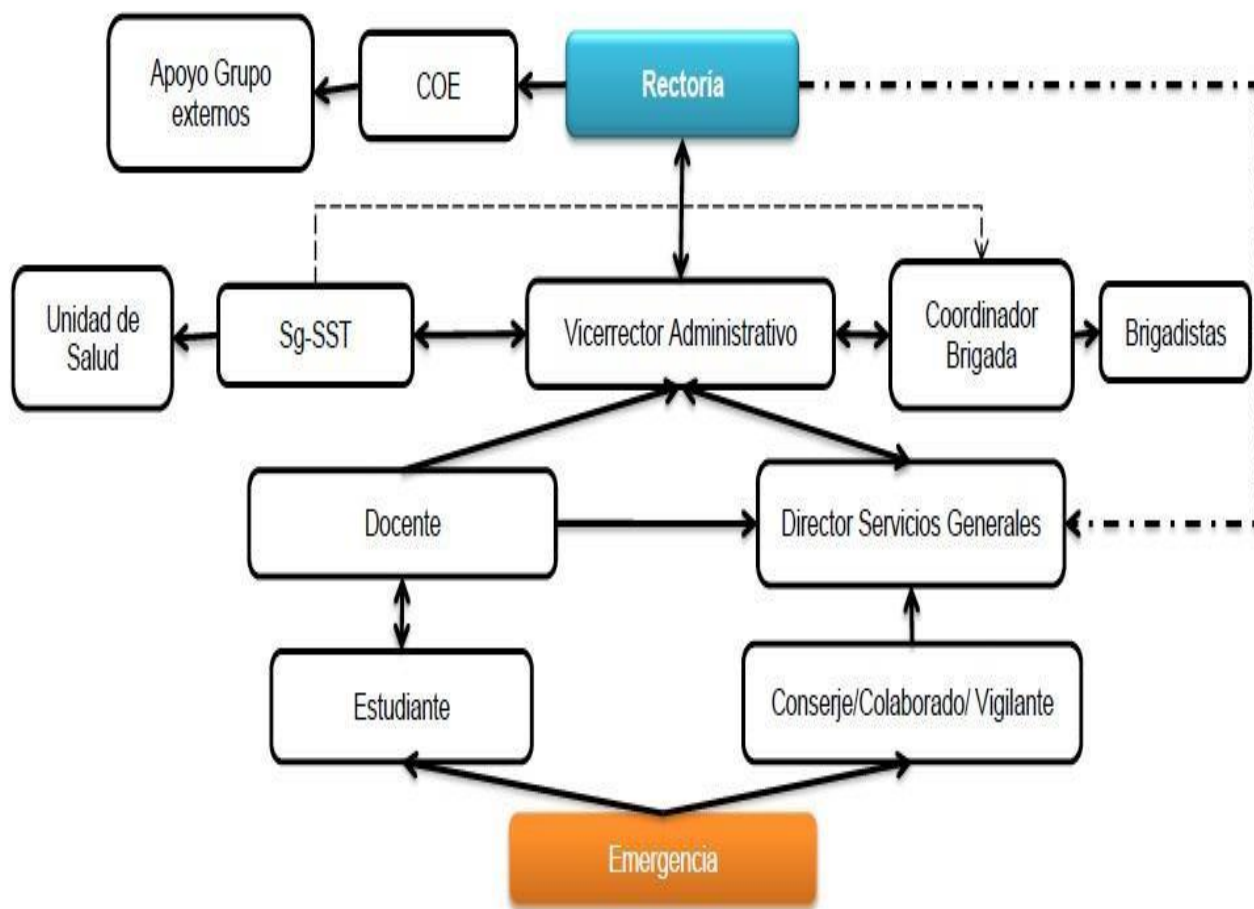 Apoyo Grupo
externos
COE
Rectoría
Unidad de
Salud
Sg-SST
Vicerrector Administrativo
Coordinador
Brigada
Brigadistas
Docente
Director Servicios Generales
Estudiante
Conserje/Colaborado/ Vigilante
Emergencia